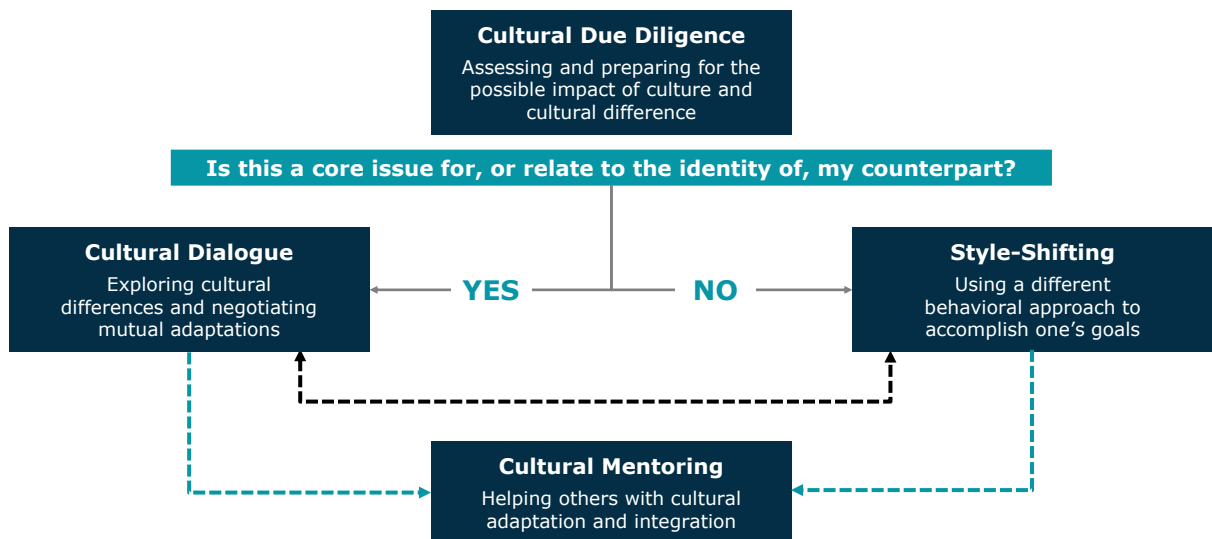 Cultural Due Diligence
Assessing and preparing for the
possible impact of culture and
cultural difference
Is this a core issue for, or relate to the identity of, my counterpart?
Cultural Dialogue
Exploring cultural
differences and negotiating
mutual adaptations
YES
NO
Style-Shifting
Using a different
behavioral approach to
accomplish one’s goals
Cultural Mentoring
Helping others with cultural
adaptation and integration